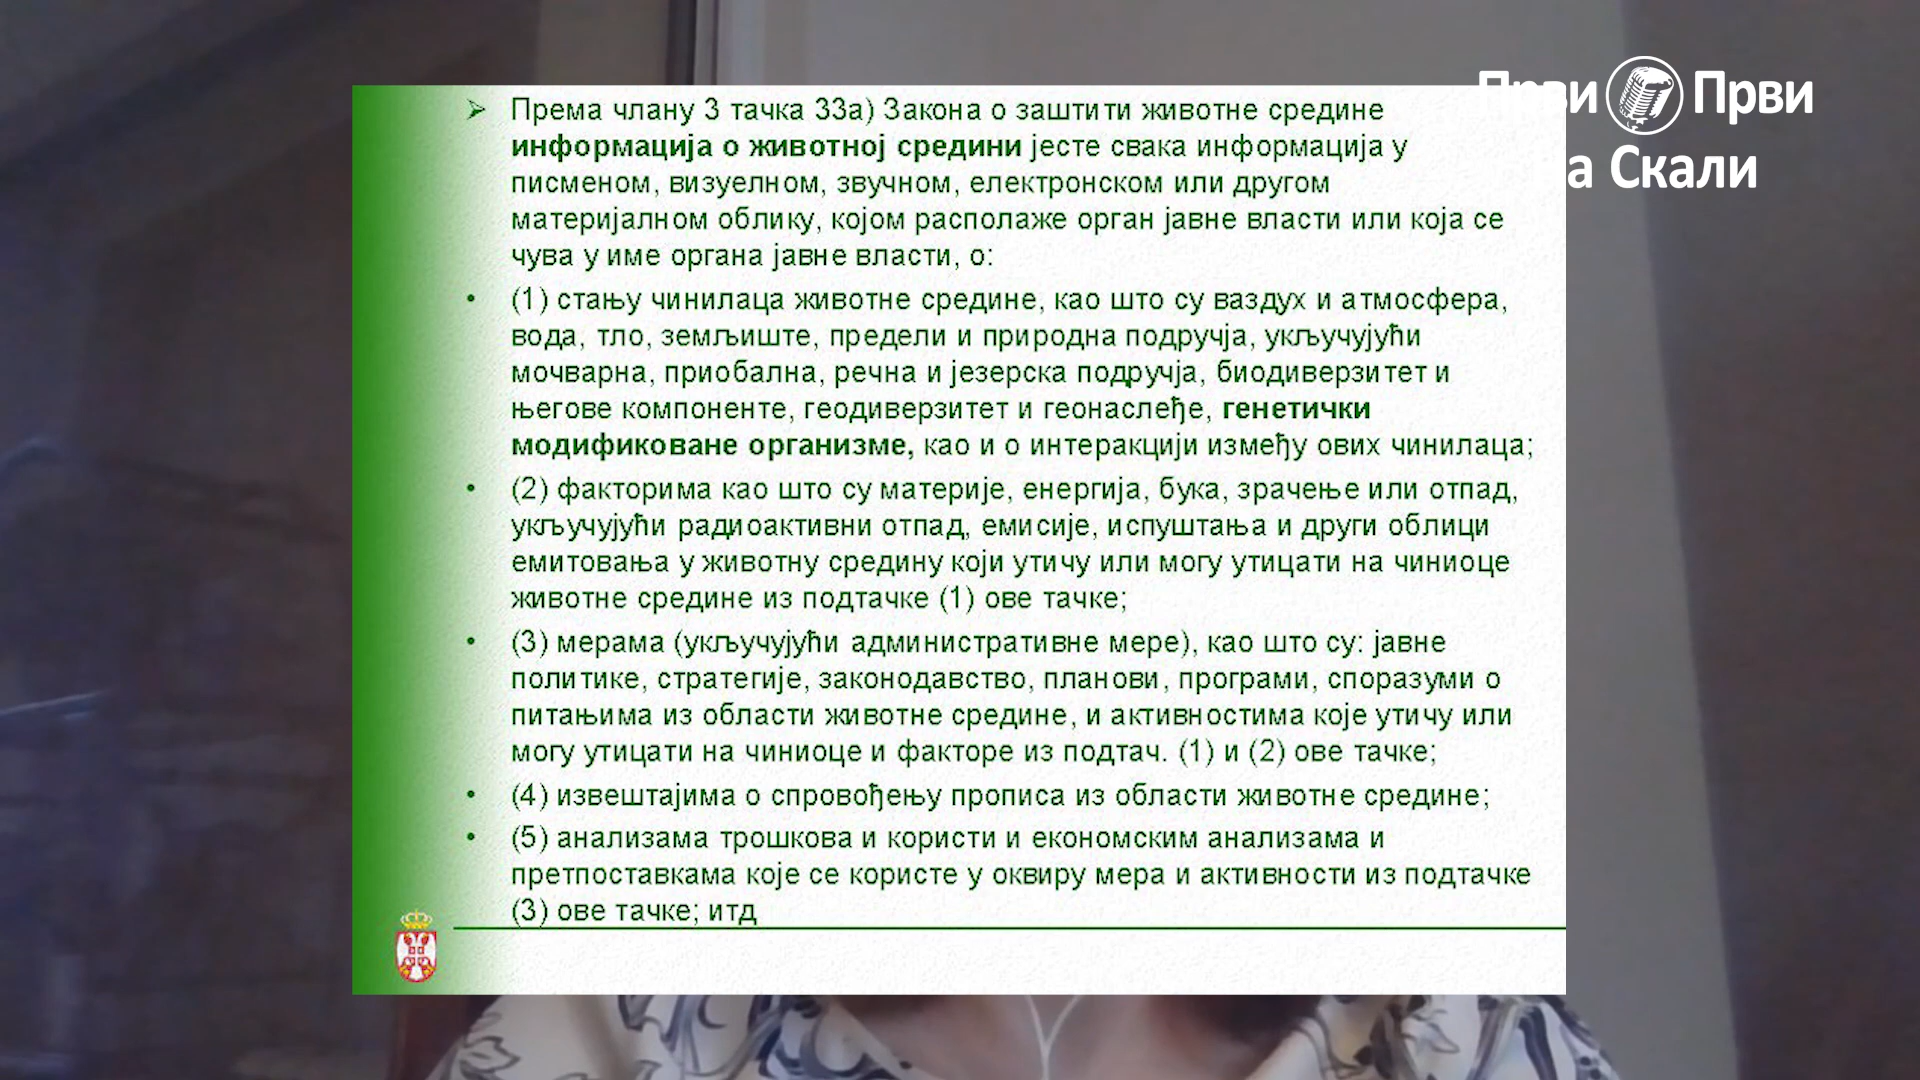 Према члану 3 тачка 33а) Закона о заштити животне средине
информација о животној средини јесте свака информација у
писменом, визуелном, звучном, електронском или другом
материјалном облику, којом располаже орган јавне власти или која се
чува у име органа јавне власти, о:
(1) стању чинилаца животне средине, као што су ваздух и атмосфера,
вода, тло, земљиште, предели и природна подручја, укључујући
мочварна, приобална, речна и језерска подручја, биодиверзитет и
његове компоненте, геодиверзитет и геонаслеђе, генетички
модификоване организме, као и о интеракцији између ових чинилаца;
(2) факторима као што су материје, енергија, бука, зрачење или отпад,
укључујући радиоактивни отпад, емисије, испуштања и други облици
емитовања у животну средину који утичу или могу утицати на чиниоце
животне средине из подтачке (1) ове тачке;
(3) мерама (укључујући административне мере), као што су: јавне
политике, стратегије, законодавство, планови, програми, споразуми о
питањима из области животне средине, и активностима које утичу или
могу утицати на чиниоце и факторе из подтач. (1) и (2) ове тачке;
(4) извештајима о спровођењу прописа из области животне средине;
(5) анализама трошкова и користи и економским анализама и
претпоставкама које се користе у оквиру мера и активности из подтачке
(3) ове тачке; итд
Први Први
а Скали